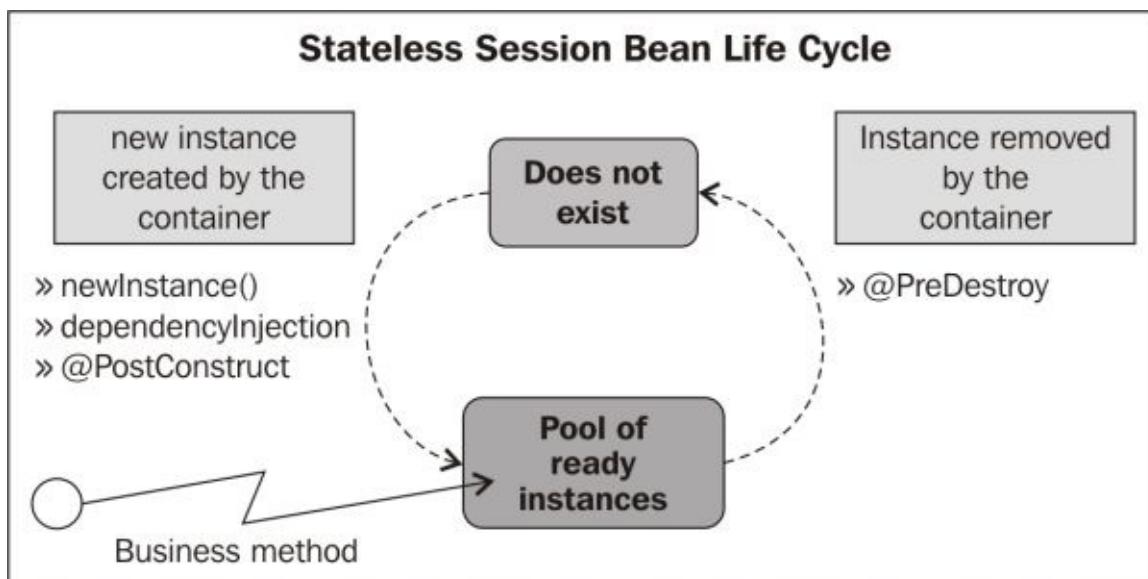 Stateless Session Bean Life Cycle
new instance
created by the
container
» newInstance()
» dependencyInjection
» @PostConstruct
Does not
exist
Instance removed
by the
container
» @PreDestroy
Pool of
ready
instances
Business method